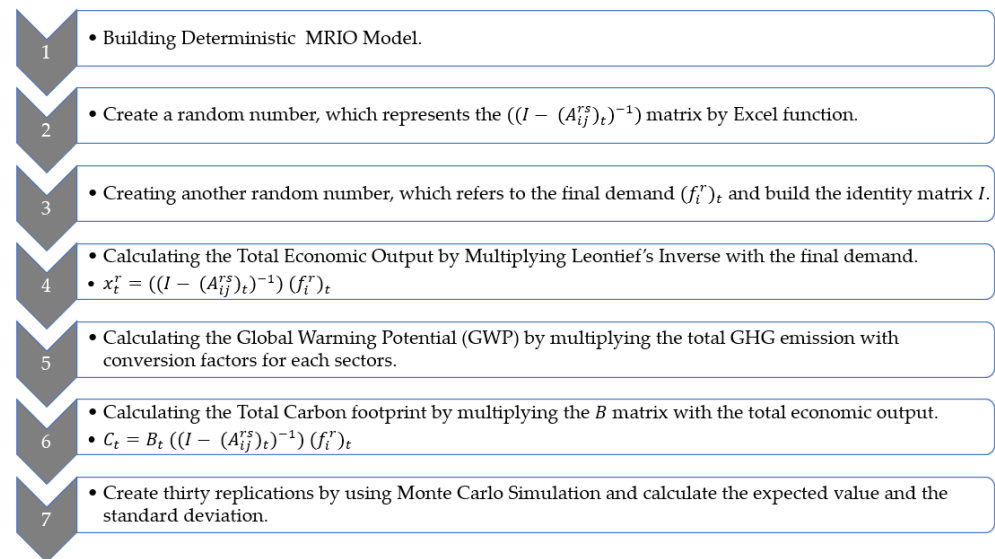 1
• Building Deterministic  MRIO Model.
2
• Create a random number, which represents the ((I − (A_{ij}^{rs})_t)^{−1}) matrix by Excel function.
3
• Creating another random number, which refers to the final demand (f_i^r)_t and build the identity matrix I.
4
• Calculating the Total Economic Output by Multiplying Leontief's Inverse with the final demand.
• x_t^r = ((I − (A_{ij}^{rs})_t)^{−1}) (f_i^r)_t
5
• Calculating the Global Warming Potential (GWP) by multiplying the total GHG emission with
conversion factors for each sectors.
6
• Calculating the Total Carbon footprint by multiplying the B matrix with the total economic output.
• C_t = B_t ((I − (A_{ij}^{rs})_t)^{−1}) (f_i^r)_t
7
• Create thirty replications by using Monte Carlo Simulation and calculate the expected value and the
standard deviation.